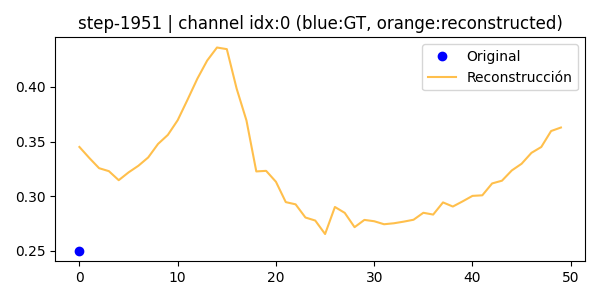 step-1951 | channel idx:0 (blue:GT, orange:reconstructed)
Original
Reconstrucción
0.40
0.35
0.30
0.25
0 10 20 30 40 50